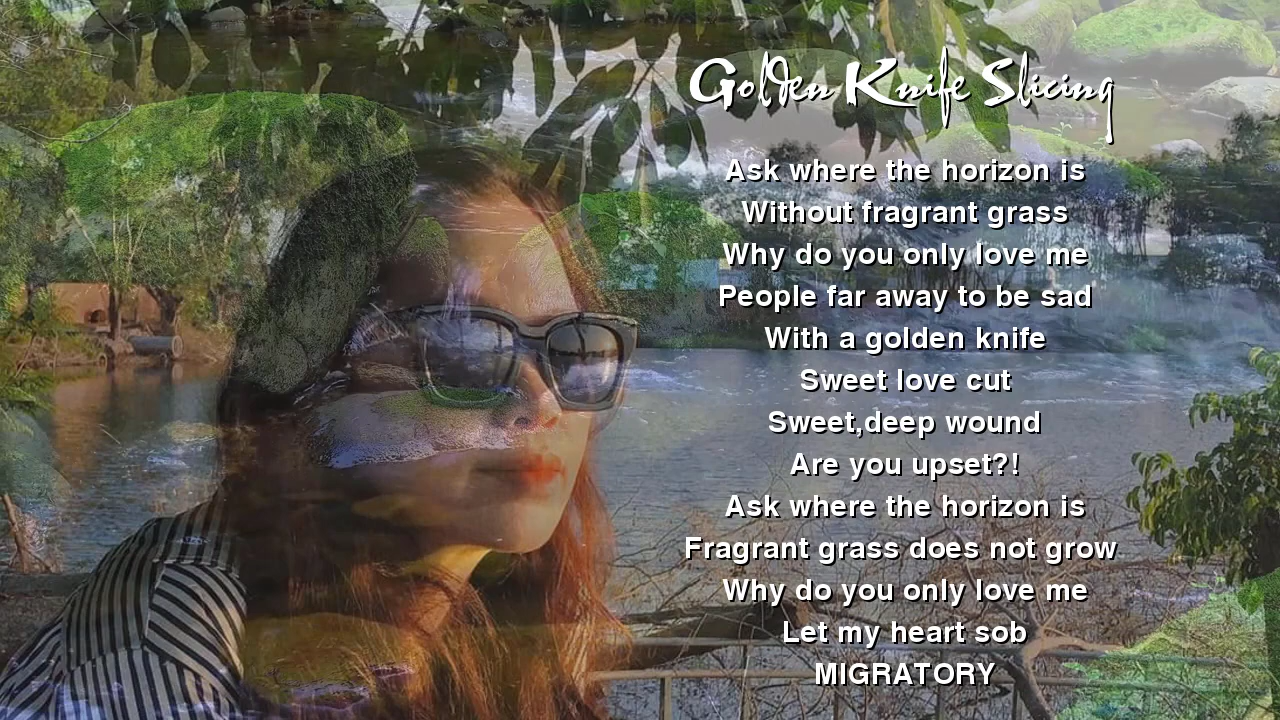 Golden Knife Slicing
Ask where the horizon is
Without fragrant grass
Why do you only love me
People far away to be sad
With a golden knife
Sweet love cut
Sweet,deep wound
Are you upset?!
Ask where the horizon is
Fragrant grass does not grow
Why do you only love me
Let my heart sob
MIGRATORY